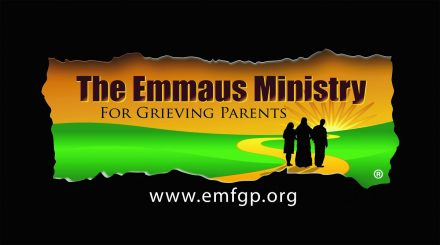 The Emmaus Ministry
FOR GRIEVING PARENTS
®
www.emfgp.org